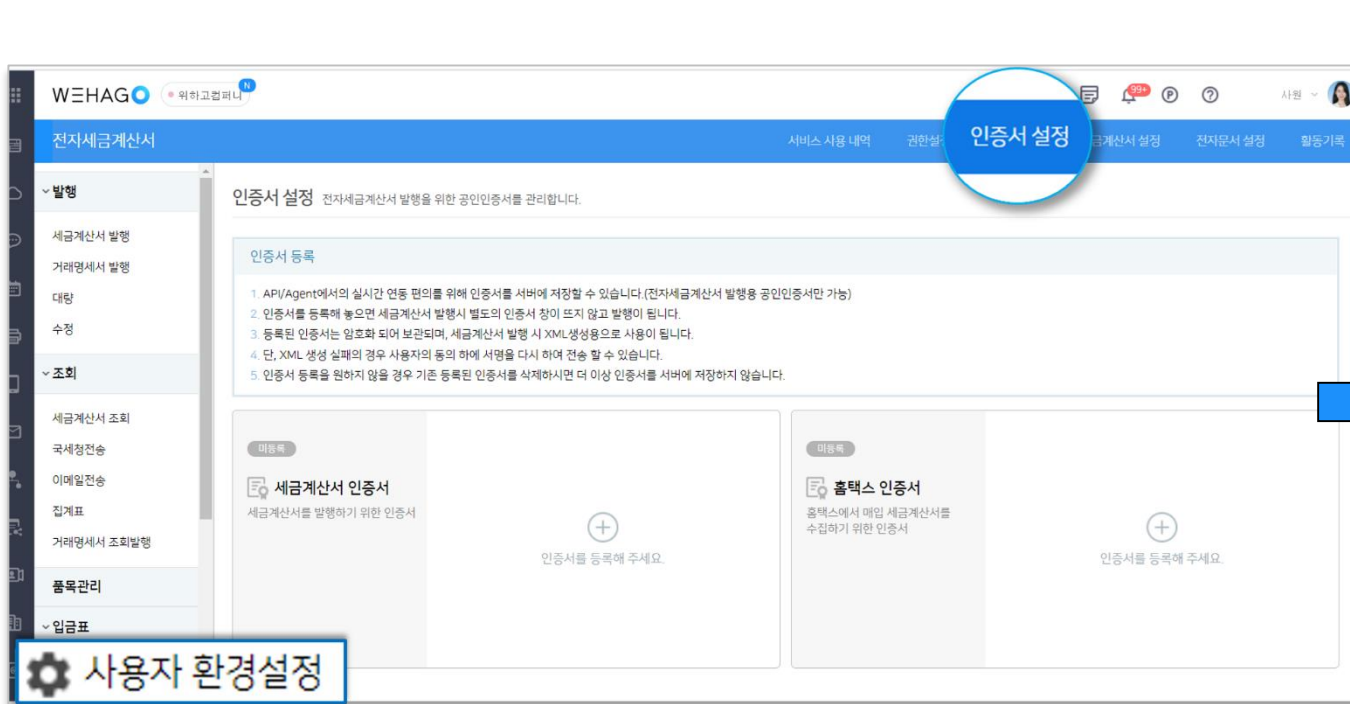 WEHAGO 위하고컴퍼니 N 99+ P ? 사원
전자세금계산서 서비스 사용 내역 인증서 설정 전자문서 설정 활동기록
발행
세금계산서 발행
거래명세서 발행
대량
수정
조회
세금계산서 조회
국세청전송
이메일전송
집계표
거래명세서 조회발행
품목관리
입금표
사용자 환경설정
인증서 설정 전자세금계산서 발행을 위한 공인인증서를 관리합니다.
인증서 등록
1. API/Agent에서의 실시간 연동 편의를 위해 인증서를 서버에 저장할 수 있습니다.(전자세금계산서 발행용 공인인증서만 가능)
2. 인증서를 등록해 놓으면 세금계산서 발행시 별도의 인증서 창이 뜨지 않고 발행이 됩니다.
3. 등록된 인증서는 암호화 되어 보관되며, 세금계산서 발행 시 XML생성용으로 사용이 됩니다.
4. 단, XML 생성 실패의 경우 사용자의 동의 하에 서명을 다시 하여 전송 할 수 있습니다.
5. 인증서 등록을 원하지 않을 경우 기존 등록된 인증서를 삭제하시면 더 이상 인증서를 서버에 저장하지 않습니다.
미등록
세금계산서 인증서
세금계산서를 발행하기 위한 인증서
인증서를 등록해 주세요.
미등록
홈택스 인증서
홈택스에서 매입 세금계산서를
수집하기 위한 인증서
인증서를 등록해 주세요.